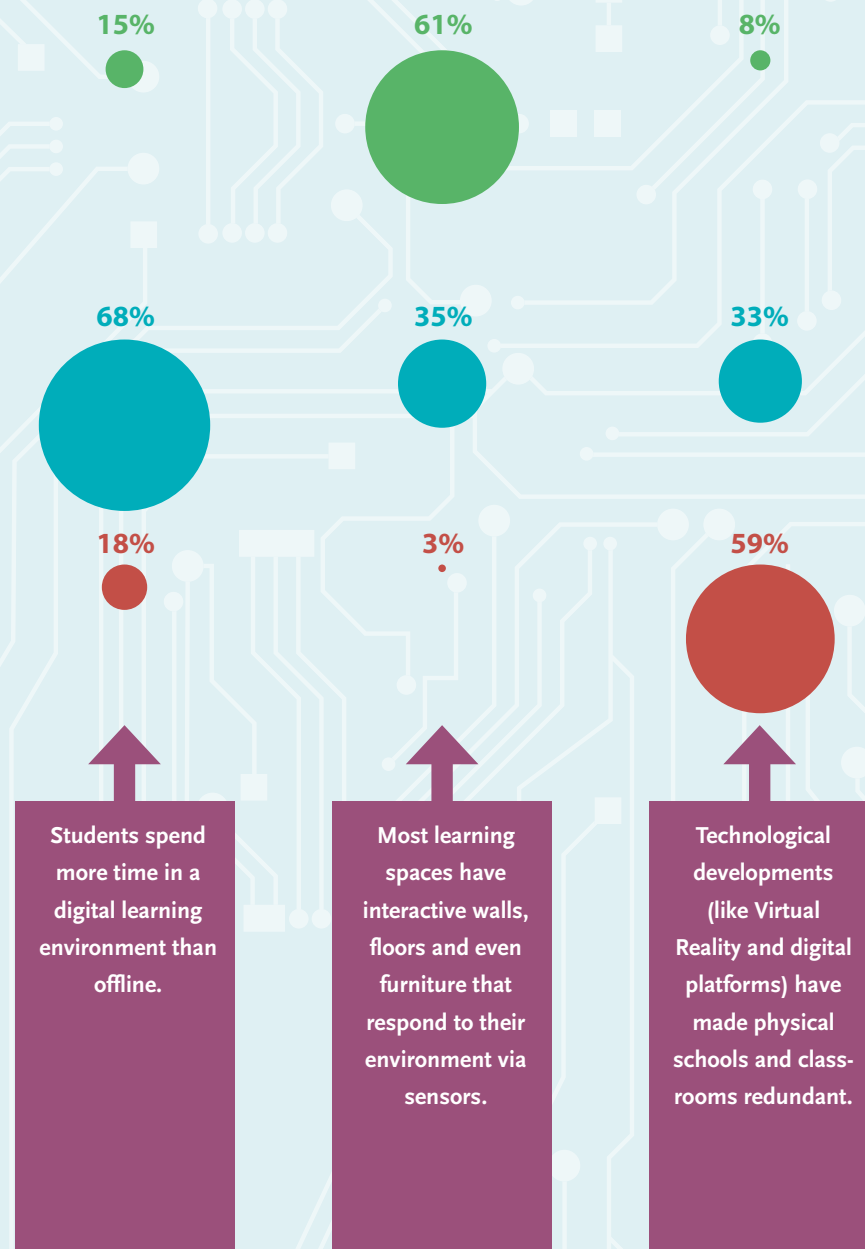 15%
61%
8%
68%
35%
33%
18%
3%
59%
Students spend
more time in a
digital learning
environment than
offline.
Most learning
spaces have
interactive walls,
floors and even
furniture that
respond to their
environment via
sensors.
Technological
developments
(like Virtual
Reality and digital
platforms) have
made physical
schools and class-
rooms redundant.